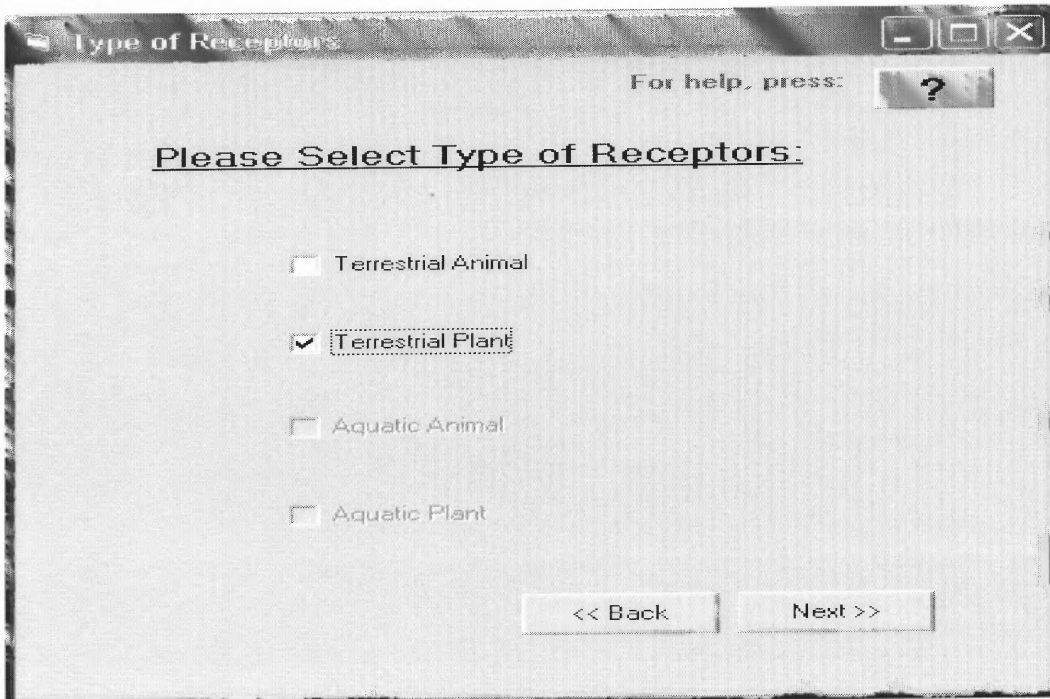 Type of Receptors
For help, press:
?
Please Select Type of Receptors:
Terrestrial Animal
Terrestrial Plant
Aquatic Animal
Aquatic Plant
<< Back
Next >>